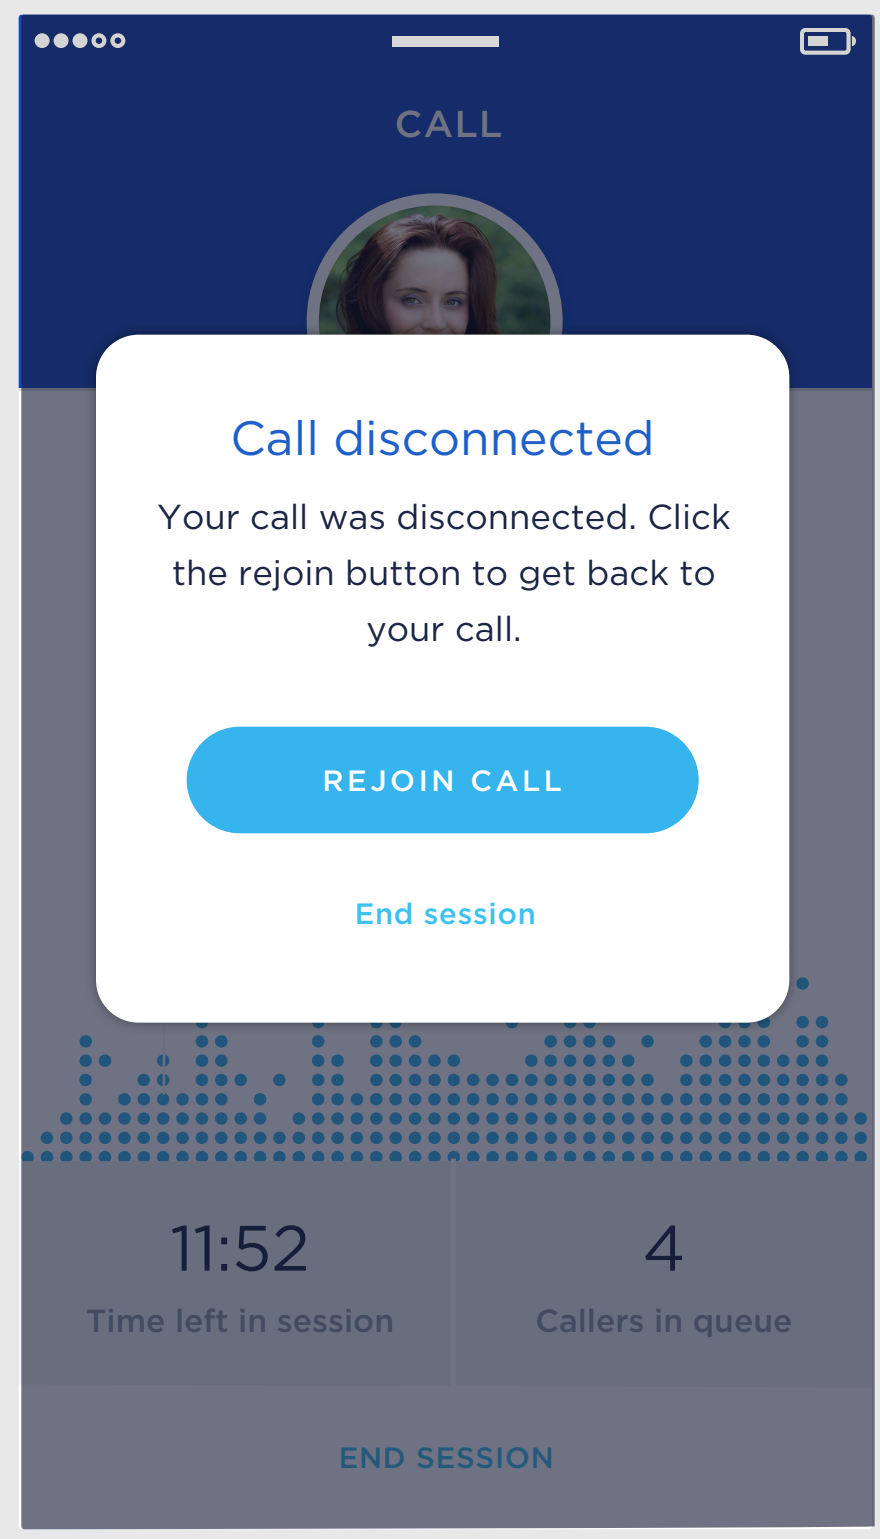 CALL
Call disconnected
Your call was disconnected. Click
the rejoin button to get back to
your call.
REJOIN CALL
End session
11:52
4
Time left in session
Callers in queue
END SESSION